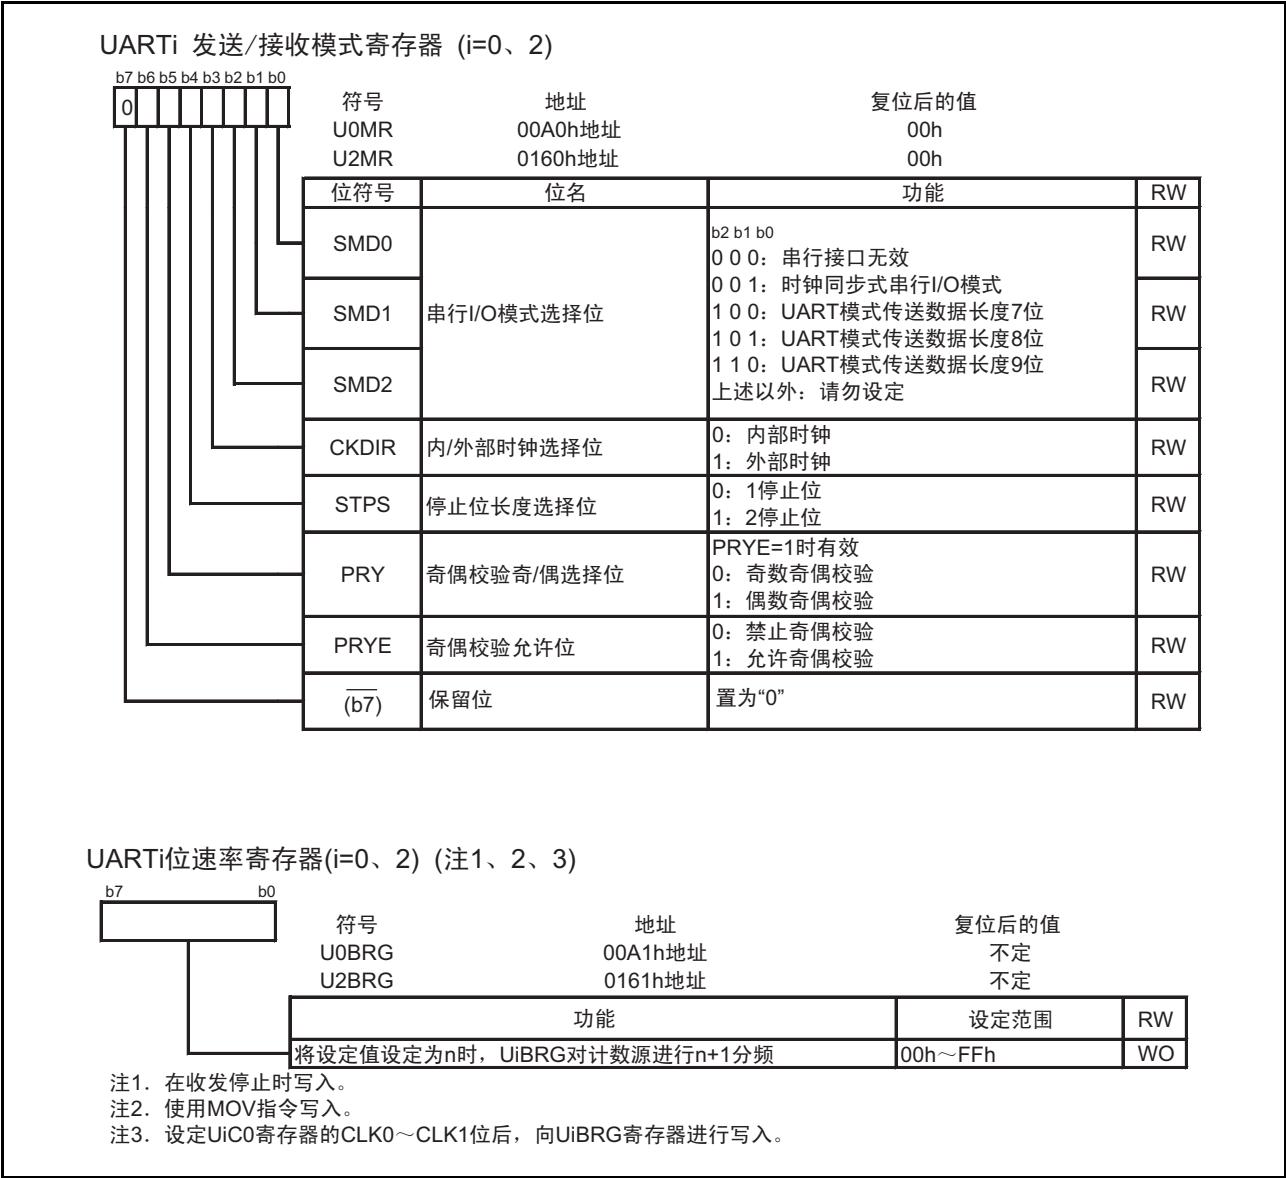 UARTi 发送/接收模式寄存器 (i=0、2)
b7 b6 b5 b4 b3 b2 b1 b0
0
符号 地址 复位后的值
U0MR 00A0h地址 00h
U2MR 0160h地址 00h
位符号 位名 功能 RW
SMD0 RW
SMD1 串行I/O模式选择位 RW
SMD2 RW
b2 b1 b0
0 0 0：串行接口无效
0 0 1：时钟同步式串行I/O模式
1 0 0：UART模式传送数据长度7位
1 0 1：UART模式传送数据长度8位
1 1 0：UART模式传送数据长度9位
上述以外：请勿设定
CKDIR 内/外部时钟选择位 RW
0：内部时钟
1：外部时钟
STPS 停止位长度选择位 RW
0：1停止位
1：2停止位
PRY 奇偶校验奇/偶选择位 RW
PRYE=1时有效
0：奇数奇偶校验
1：偶数奇偶校验
PRYE 奇偶校验允许位 RW
0：禁止奇偶校验
1：允许奇偶校验
(b7) 保留位 置为“0” RW
UARTi位速率寄存器(i=0、2) (注1、2、3)
b7 b0
符号 地址 复位后的值
U0BRG 00A1h地址 不定
U2BRG 0161h地址 不定
功能 设定范围 RW
将设定值设定为n时，UiBRG对计数源进行n+1分频 00h～FFh WO
注1．在收发停止时写入。
注2．使用MOV指令写入。
注3．设定UiC0寄存器的CLK0～CLK1位后，向UiBRG寄存器进行写入。